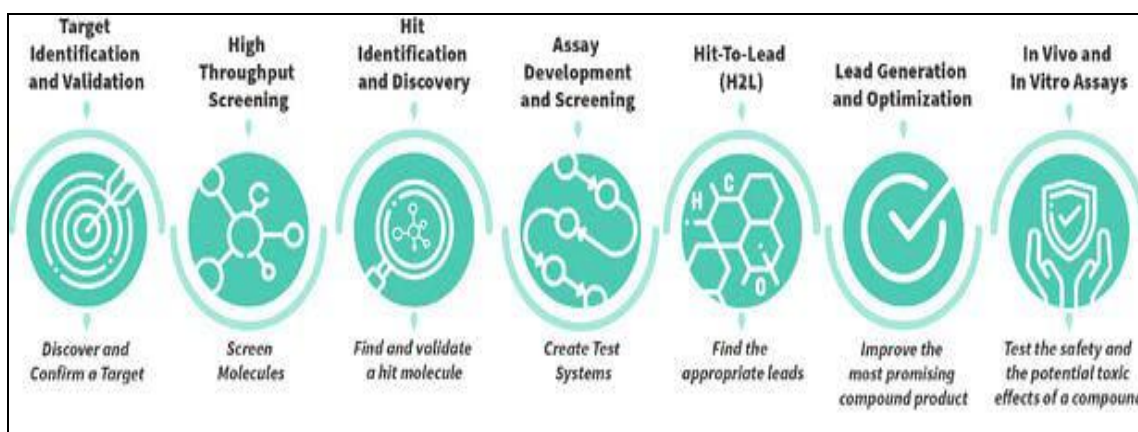 Target
Identification
and Validation
Discover and
Confirm a Target
High
Throughput
Screening
Screen
Molecules
Hit
Identification
and Discovery
Find and validate
a hit molecule
Assay
Development
and Screening
Create Test
Systems
Hit-To-Lead
(H2L)
H
C
O
Find the
appropriate leads
Lead Generation
and Optimization
Improve the
most promising
compound product
In Vivo and
In Vitro Assays
Test the safety and
the potential toxic
effects of a compound